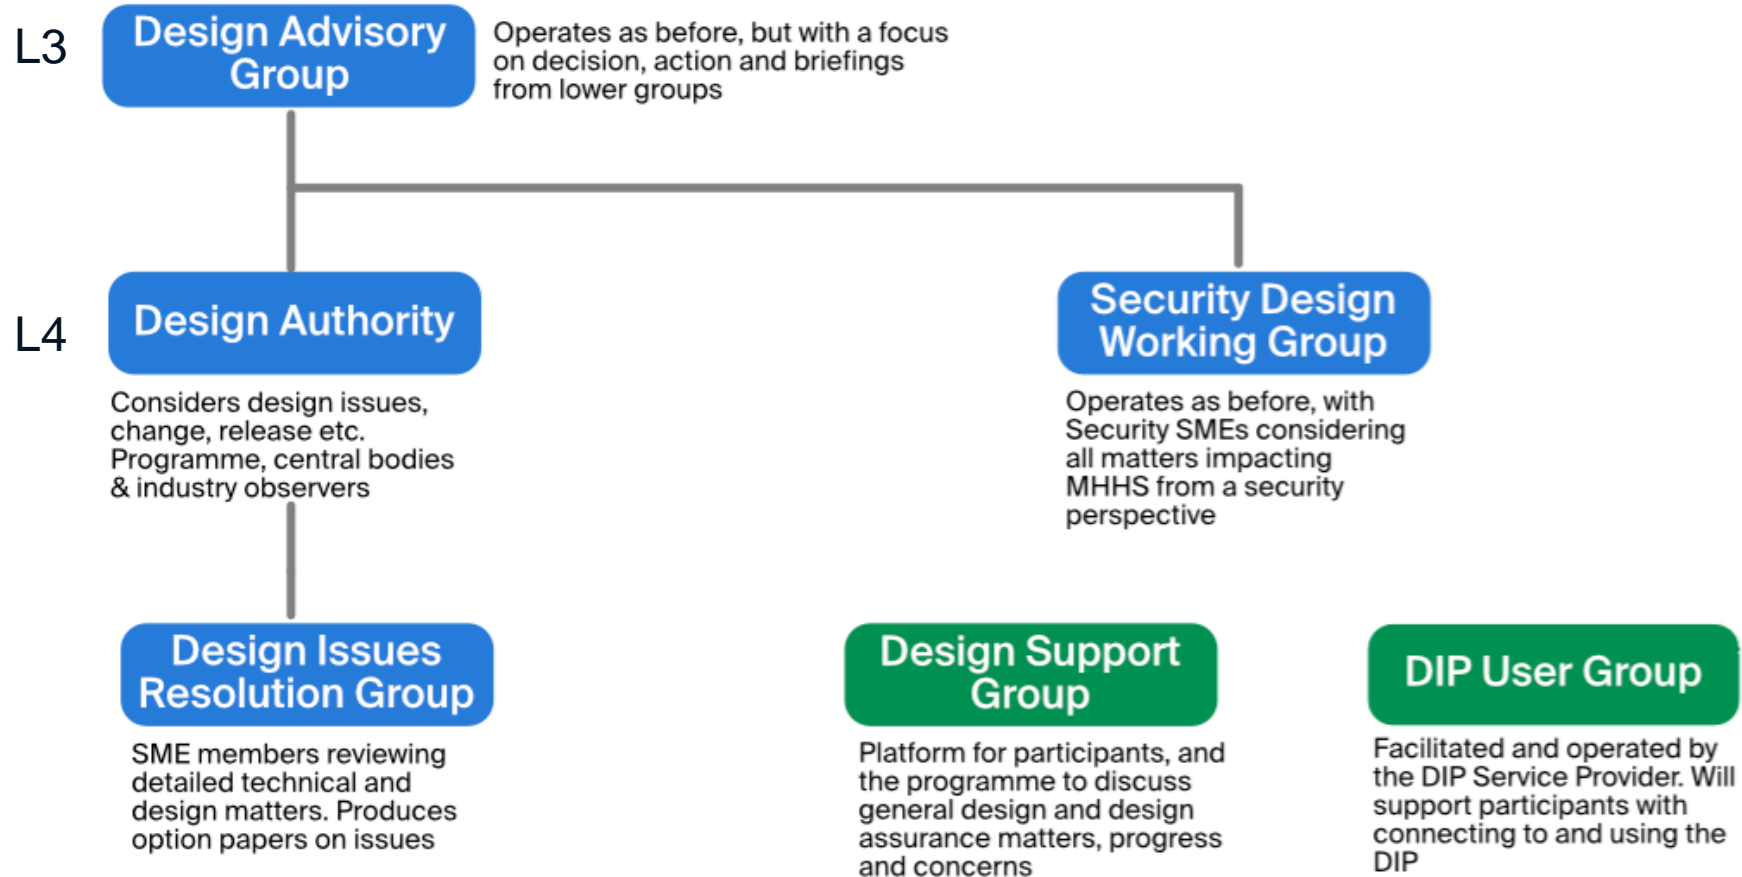 L3
Design Advisory
Group
Operates as before, but with a focus
on decision, action and briefings
from lower groups
L4
Design Authority
Considers design issues,
change, release etc.
Programme, central bodies
& industry observers
Security Design
Working Group
Operates as before, with
Security SMEs considering
all matters impacting
MHHS from a security
perspective
Design Issues
Resolution Group
SME members reviewing
detailed technical and
design matters. Produces
option papers on issues
Design Support
Group
Platform for participants, and
the programme to discuss
general design and design
assurance matters, progress
and concerns
DIP User Group
Facilitated and operated by
the DIP Service Provider. Will
support participants with
connecting to and using the
DIP